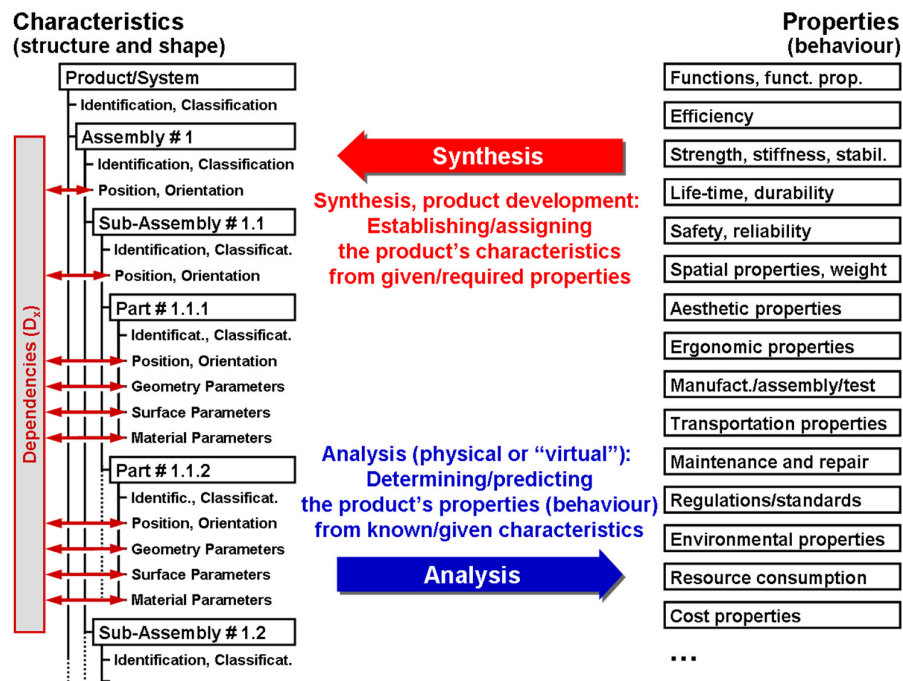 Characteristics
(structure and shape)
Product/System
Identification, Classification
Assembly # 1
Identification, Classification
Position, Orientation
Sub-Assembly # 1.1
Identification, Classificat.
Position, Orientation
Part # 1.1.1
Identificat., Classificat.
Position, Orientation
Geometry Parameters
Surface Parameters
Material Parameters
Part # 1.1.2
Identific., Classificat.
Position, Orientation
Geometry Parameters
Surface Parameters
Material Parameters
Sub-Assembly # 1.2
Identification, Classificat.
Dependencies (Dx)
Synthesis
Synthesis, product development:
Establishing/assigning
the product's characteristics
from given/required properties
Analysis (physical or “virtual”):
Determining/predicting
the product's properties (behaviour)
from known/given characteristics
Analysis
Properties
(behaviour)
Functions, funct. prop.
Efficiency
Strength, stiffness, stabil.
Life-time, durability
Safety, reliability
Spatial properties, weight
Aesthetic properties
Ergonomic properties
Manufact./assembly/test
Transportation properties
Maintenance and repair
Regulations/standards
Environmental properties
Resource consumption
Cost properties
...